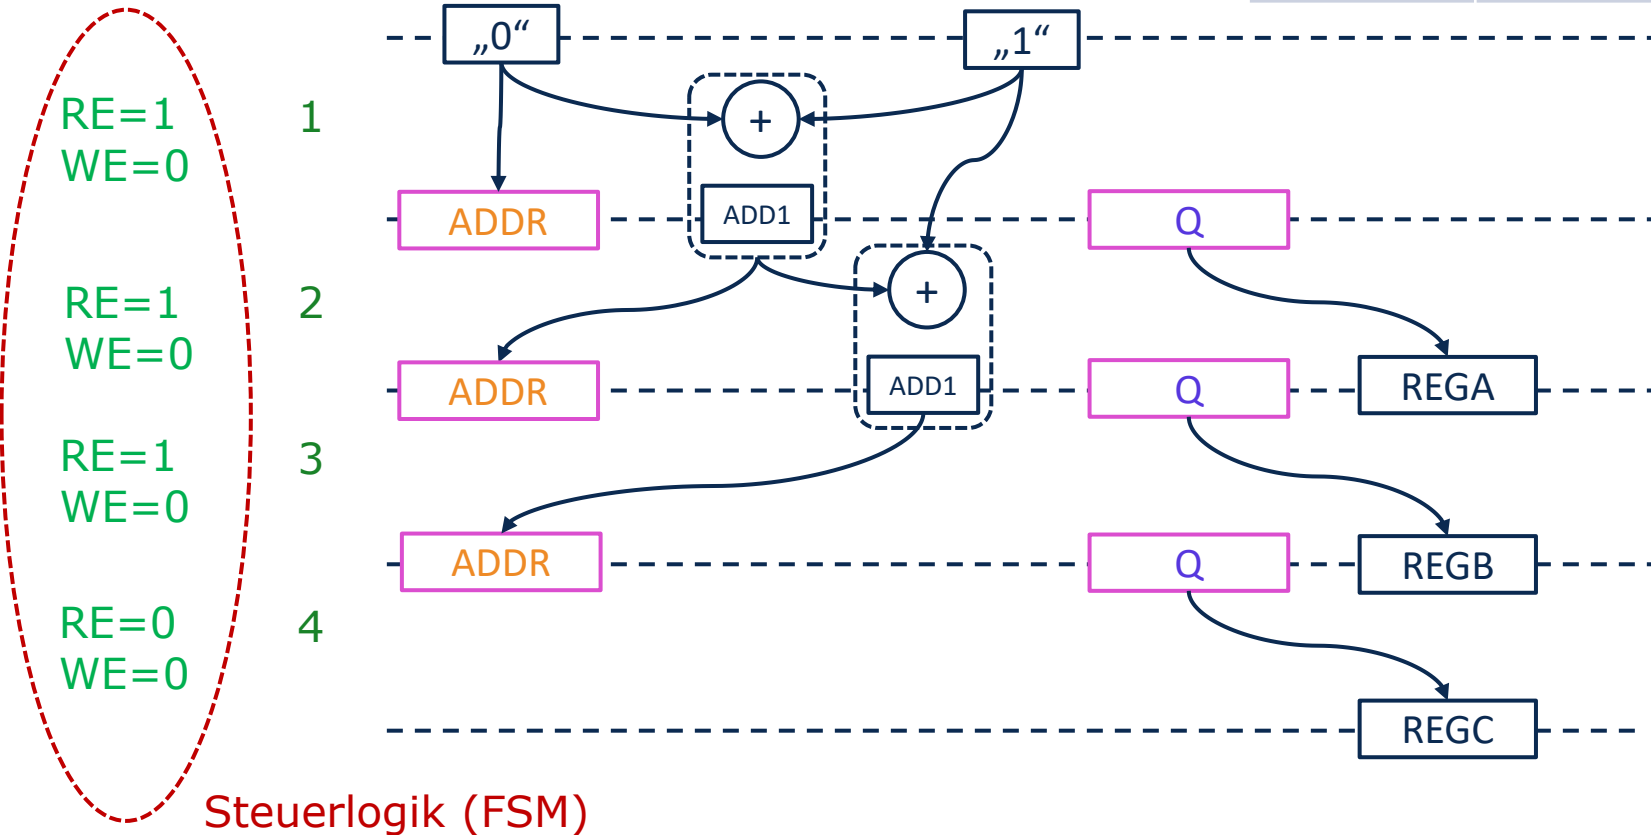 „0“
„1“
RE=1
WE=0
1
+
ADDR
ADD1
Q
RE=1
WE=0
2
+
ADDR
ADD1
Q
REGA
RE=1
WE=0
3
ADDR
Q
REGB
RE=0
WE=0
4
REGC
Steuerlogik (FSM)